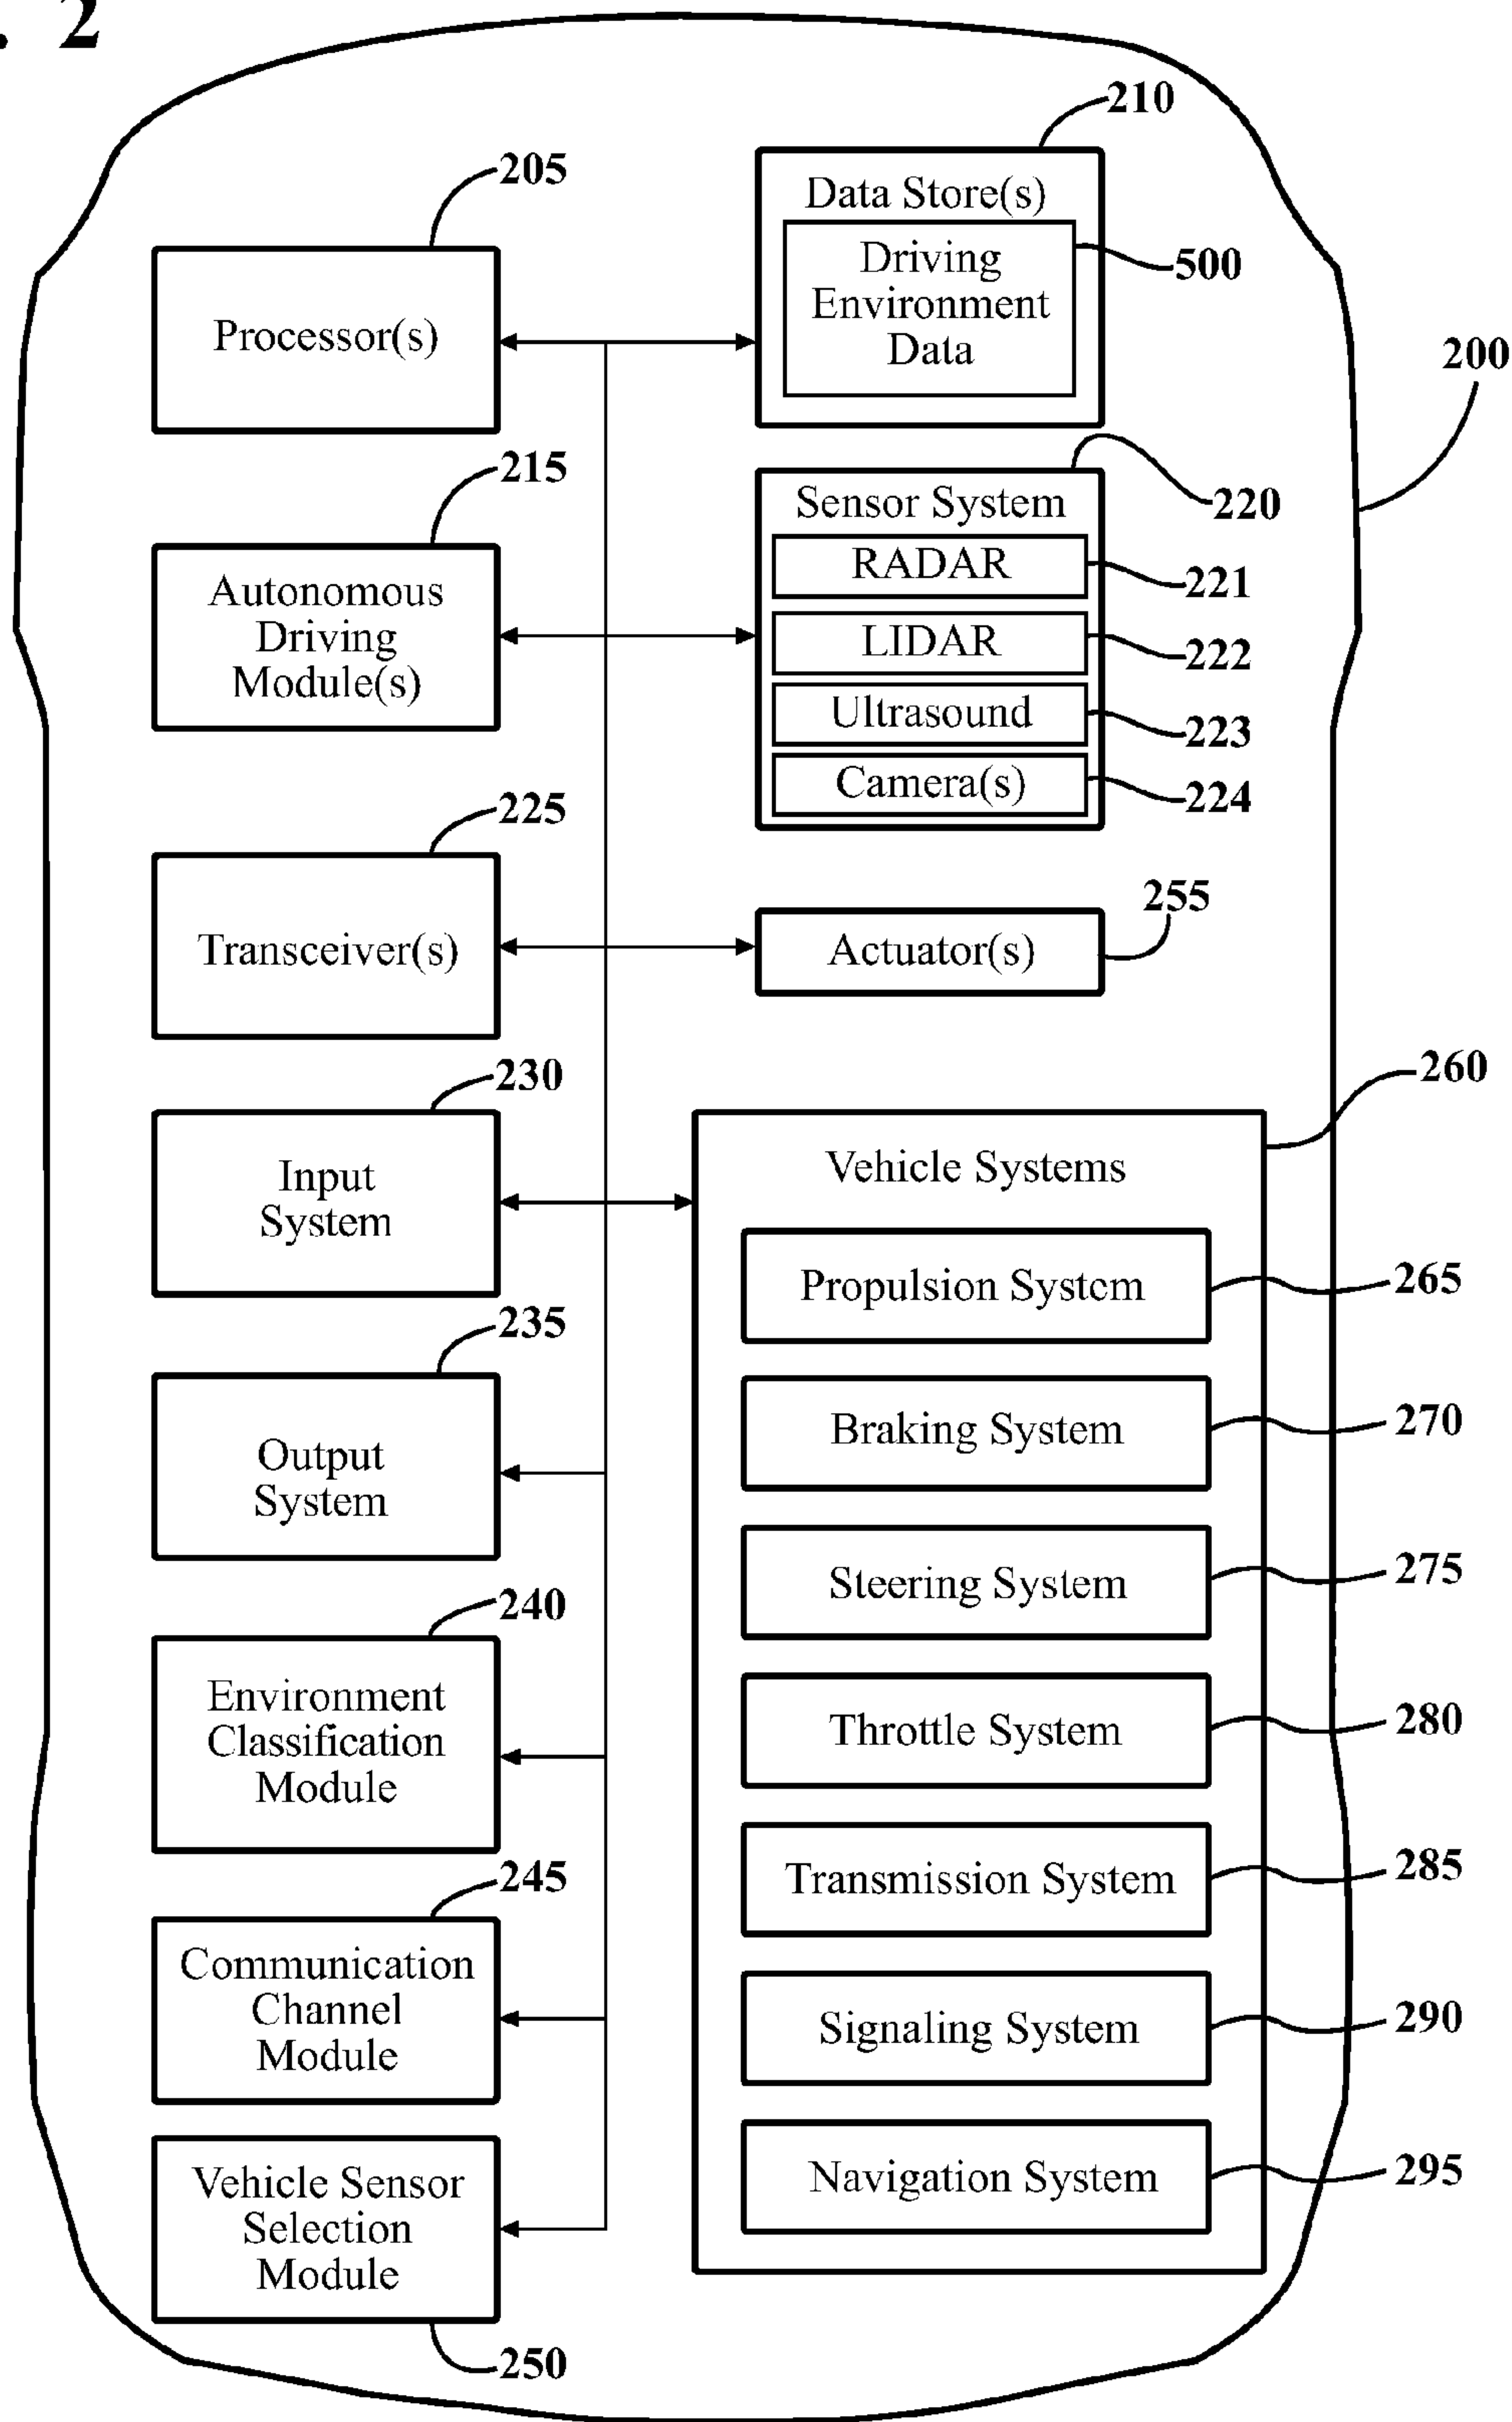 . 2
210
205
Data Store(s)
Driving
Environment
Data
500
Processor(s)
200
215
220
Sensor System
RADAR
221
Autonomous
Driving
Module(s)
LIDAR
222
Ultrasound
223
Camera(s)
224
225
255
Transceiver(s)
Actuator(s)
230
260
Input
System
Vehicle Systems
Propulsion System
265
235
Braking System
270
Output
System
Steering System
275
240
Environment
Classification
Module
Throttle System
280
245
Transmission System
285
Communication
Channel
Module
Signaling System
290
Vehicle Sensor
Selection
Module
Navigation System
295
250